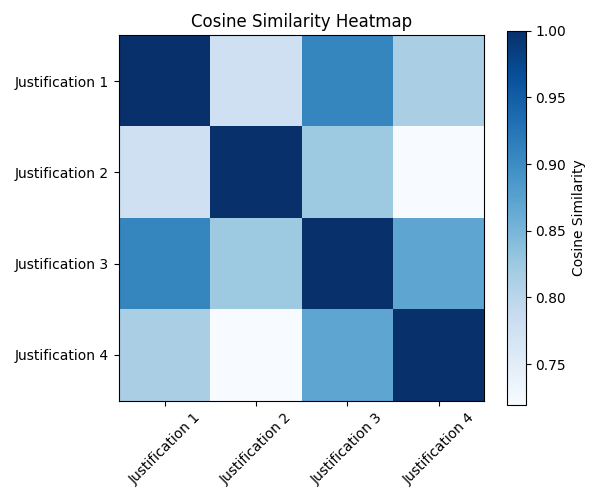 Cosine Similarity Heatmap
Justification 1
Justification 2
Justification 3
Justification 4
Justification 1
Justification 2
Justification 3
Justification 4
1.00
0.95
0.90
0.85
0.80
0.75
Cosine Similarity